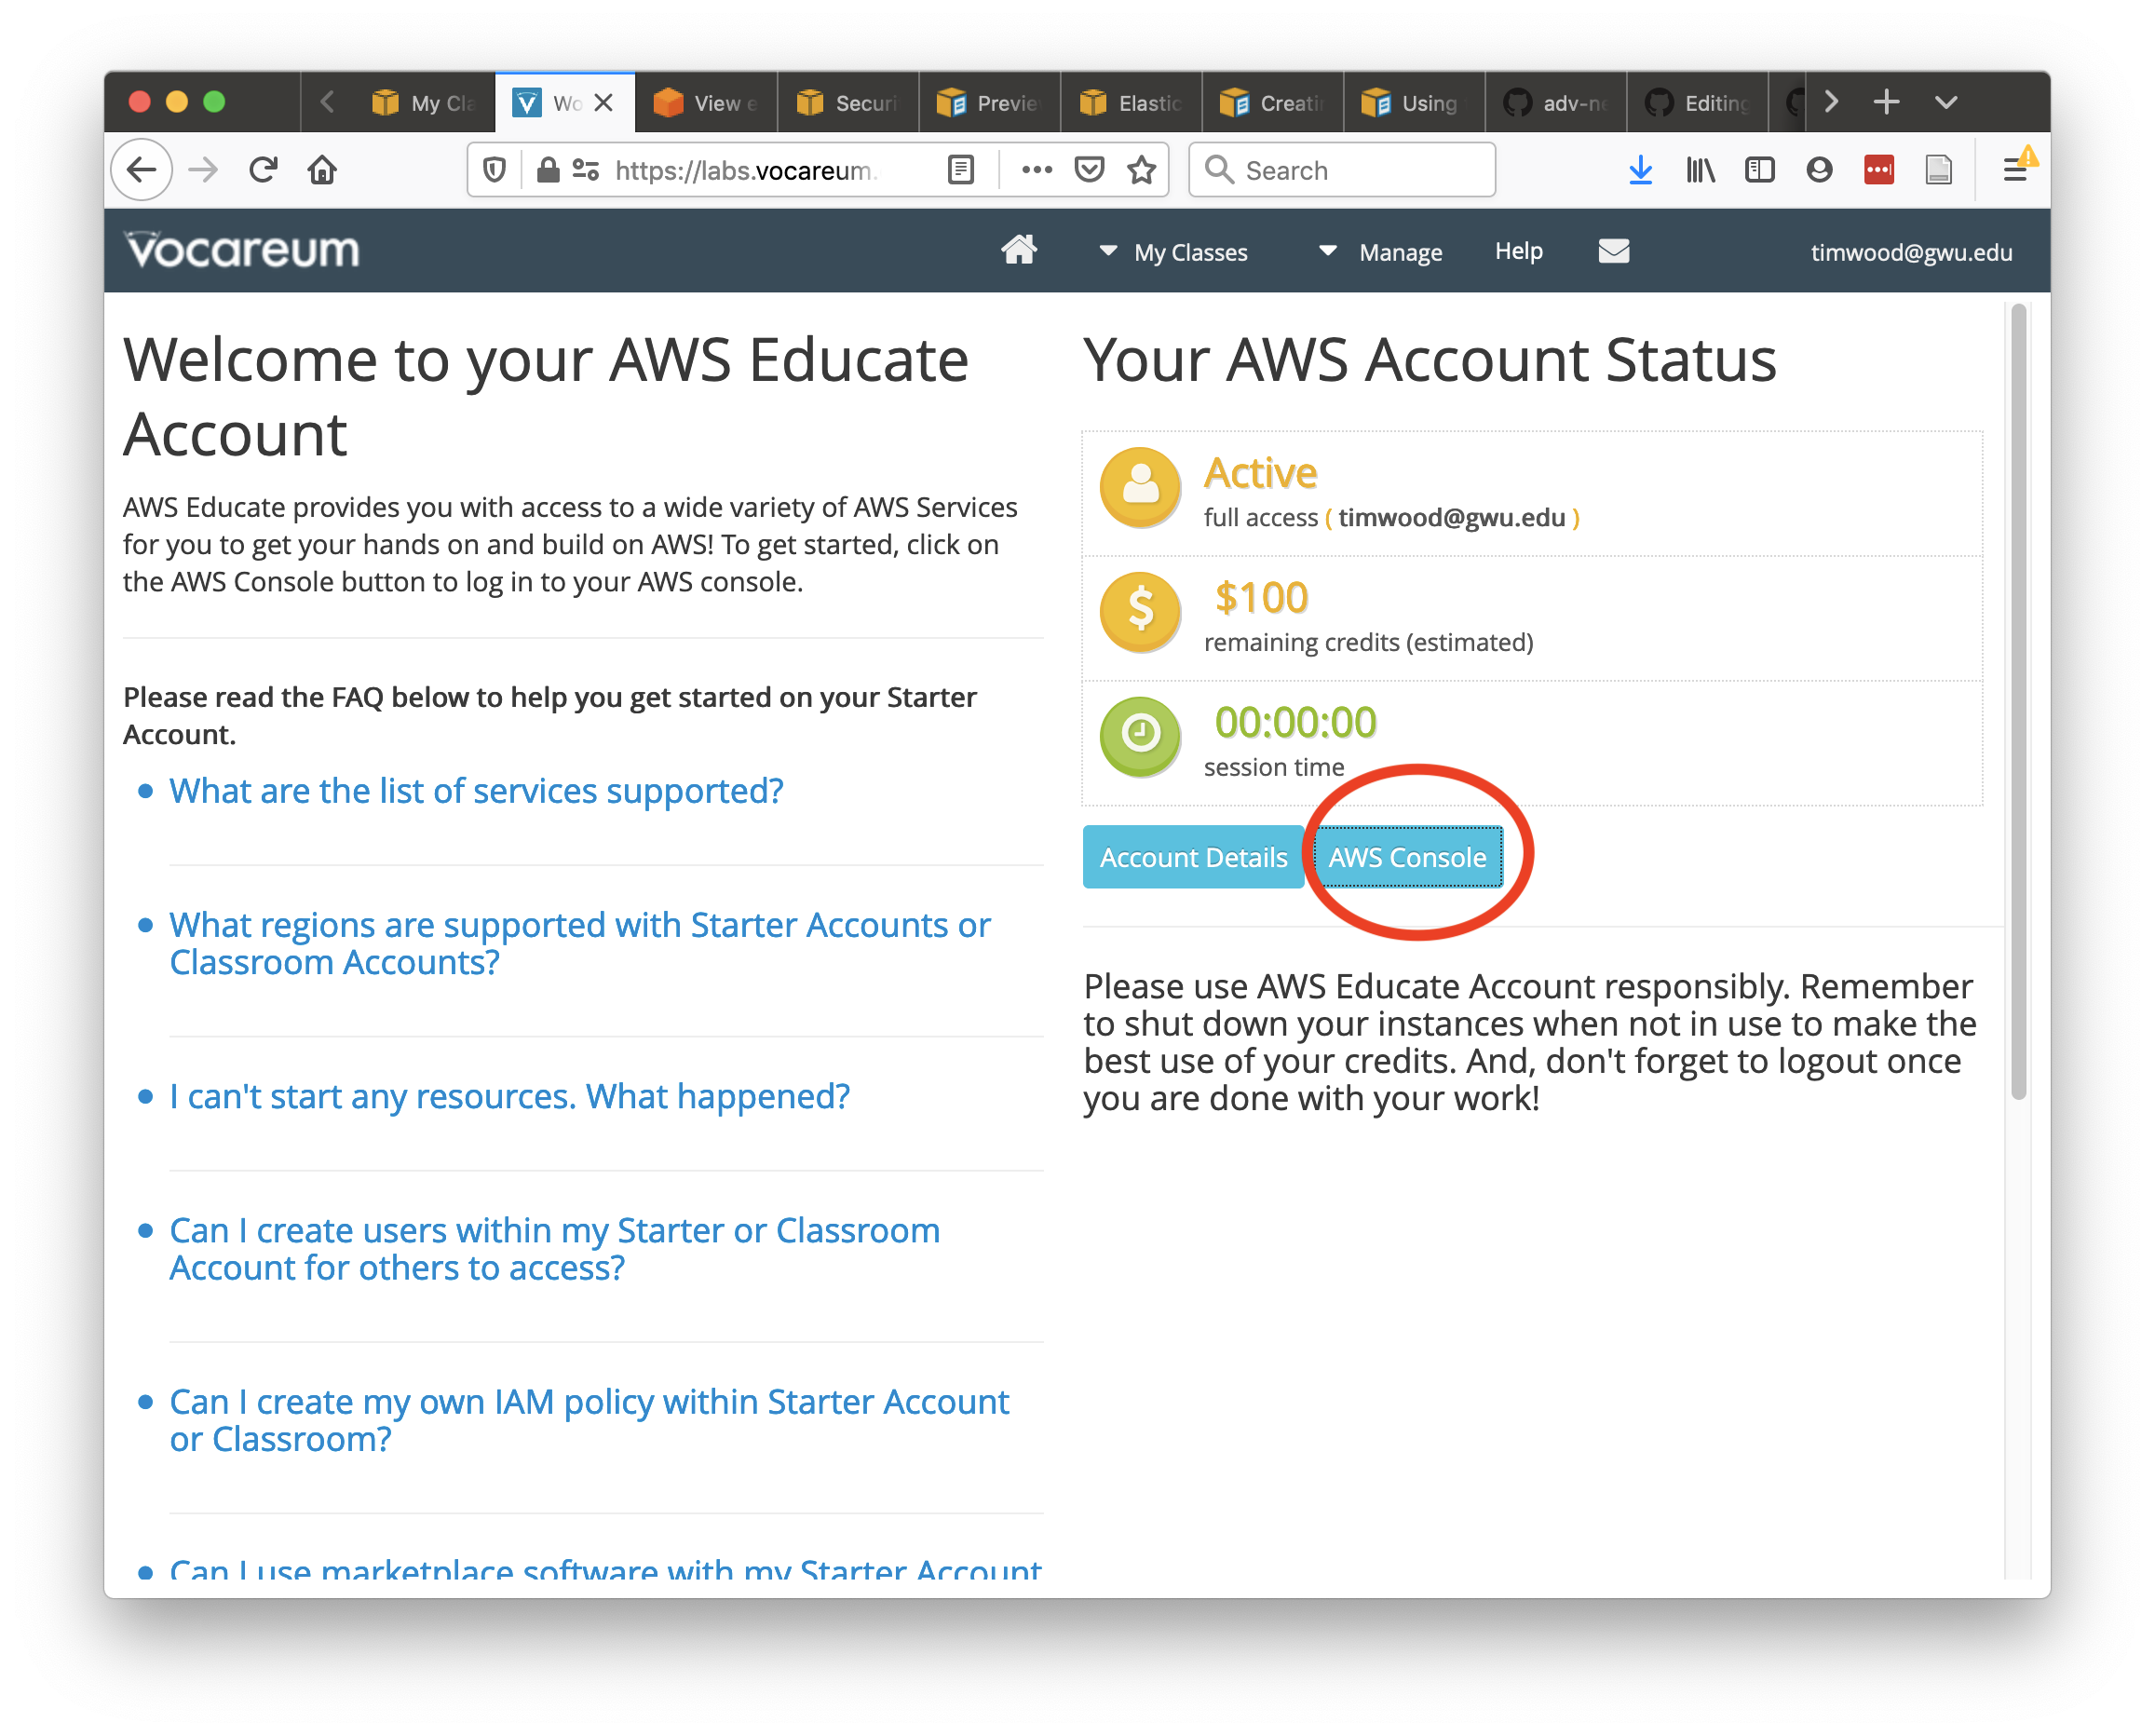 My Cla
Wo
View e
Securi
Previe
Elastic
Creati
Using
adv-ne
Editing
https://labs.vocareum.
Search
vocareum
My Classes
Manage
Help
timwood@gwu.edu
Welcome to your AWS Educate
Account
AWS Educate provides you with access to a wide variety of AWS Services
for you to get your hands on and build on AWS! To get started, click on
the AWS Console button to log in to your AWS console.
Please read the FAQ below to help you get started on your Starter
Account.
What are the list of services supported?
What regions are supported with Starter Accounts or
Classroom Accounts?
I can't start any resources. What happened?
Can I create users within my Starter or Classroom
Account for others to access?
Can I create my own IAM policy within Starter Account
or Classroom?
Can I use marketplace software with my Starter Account
Your AWS Account Status
Active
full access ( timwood@gwu.edu )
$100
remaining credits (estimated)
00:00:00
session time
Account Details
AWS Console
Please use AWS Educate Account responsibly. Remember
to shut down your instances when not in use to make the
best use of your credits. And, don't forget to logout once
you are done with your work!